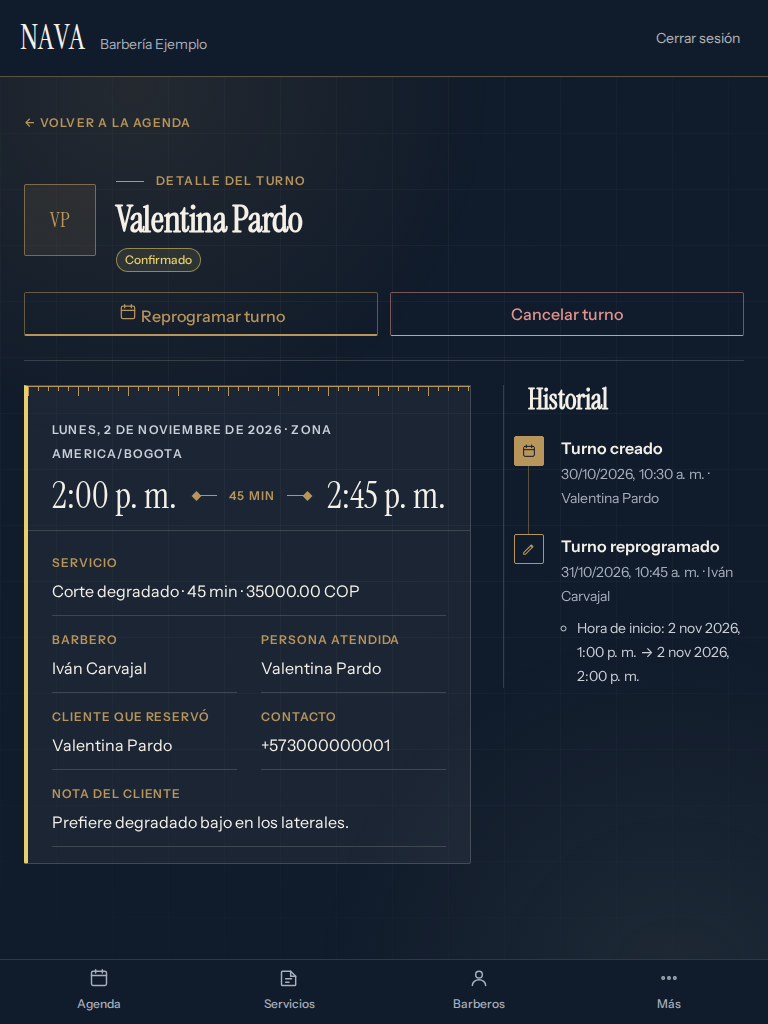 NAVA Barbería Ejemplo
Cerrar sesión
← VOLVER A LA AGENDA
DETALLE DEL TURNO
VP
Valentina Pardo
Confirmado
Reprogramar turno
Cancelar turno
LUNES, 2 DE NOVIEMBRE DE 2026 · ZONA
AMERICA/BOGOTA
2:00 p. m. 45 MIN 2:45 p. m.
SERVICIO
Corte degradado · 45 min · 35000.00 COP
BARBERO
Iván Carvajal
PERSONA ATENDIDA
Valentina Pardo
CLIENTE QUE RESERVÓ
Valentina Pardo
CONTACTO
+573000000001
NOTA DEL CLIENTE
Prefiere degradado bajo en los laterales.
Historial
Turno creado
30/10/2026, 10:30 a. m. ·
Valentina Pardo
Turno reprogramado
31/10/2026, 10:45 a. m. · Iván
Carvajal
Hora de inicio: 2 nov 2026,
1:00 p. m. → 2 nov 2026,
2:00 p. m.
Agenda
Servicios
Barberos
Más